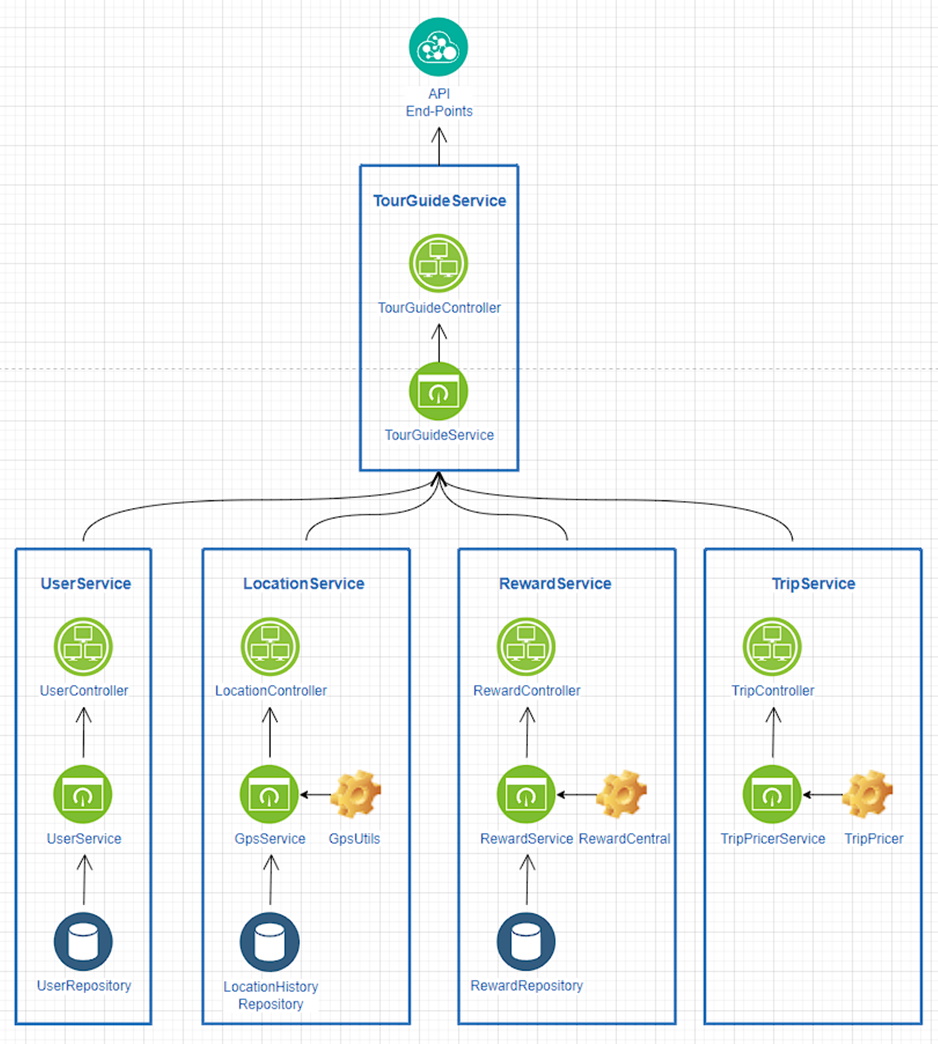 API
End-Points
TourGuideService
TourGuideController
TourGuideService
UserService
LocationService
RewardService
TripService
UserController
LocationController
RewardController
TripController
UserService
GpsService
GpsUtils
RewardService
RewardCentral
TripPricerService
TripPricer
UserRepository
LocationHistory
Repository
RewardRepository